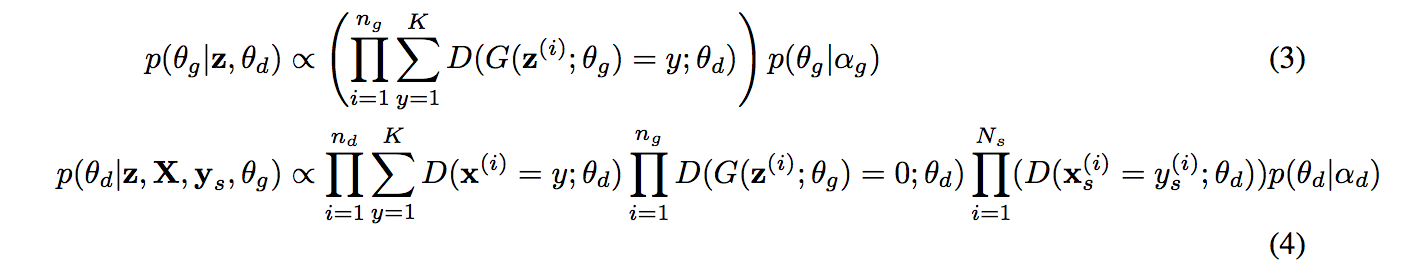 p(θ_g|z, θ_d) ∝ (∏_{i=1}^{n_g} ∑_{y=1}^{K} D(G(z^{(i)}; θ_g) = y; θ_d)) p(θ_g|α_g) (3)
p(θ_d|z, X, y_s, θ_g) ∝ ∏_{i=1}^{n_d} ∑_{y=1}^{K} D(x^{(i)} = y; θ_d) ∏_{i=1}^{n_g} D(G(z^{(i)}; θ_g) = 0; θ_d) ∏_{i=1}^{N_s} (D(x_s^{(i)} = y_s^{(i)}; θ_d))p(θ_d|α_d)
(4)